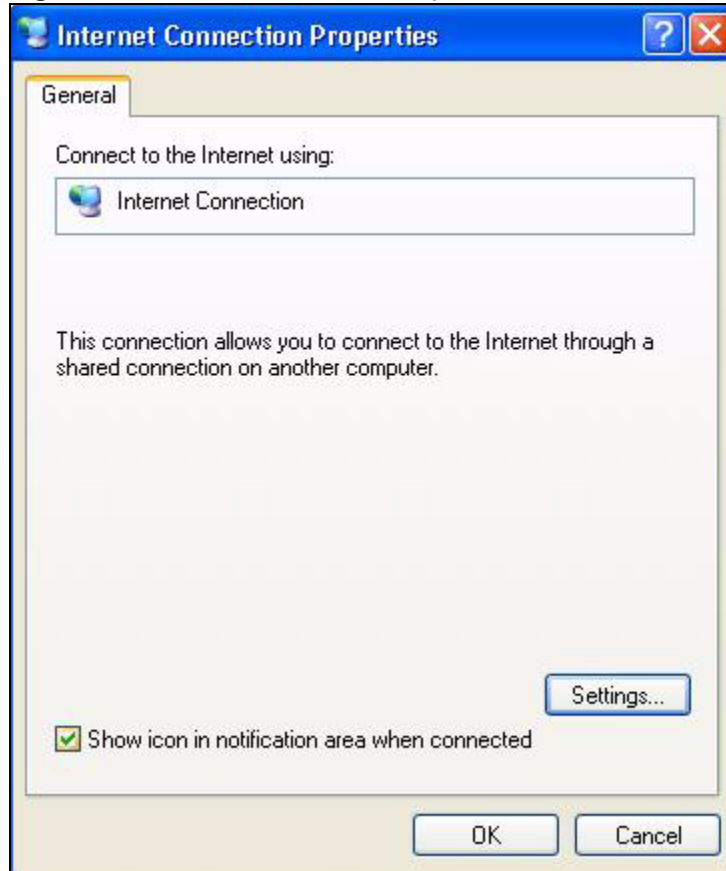 Internet Connection Properties
General
Connect to the Internet using:
Internet Connection
This connection allows you to connect to the Internet through a
shared connection on another computer.
Settings...
Show icon in notification area when connected
OK
Cancel